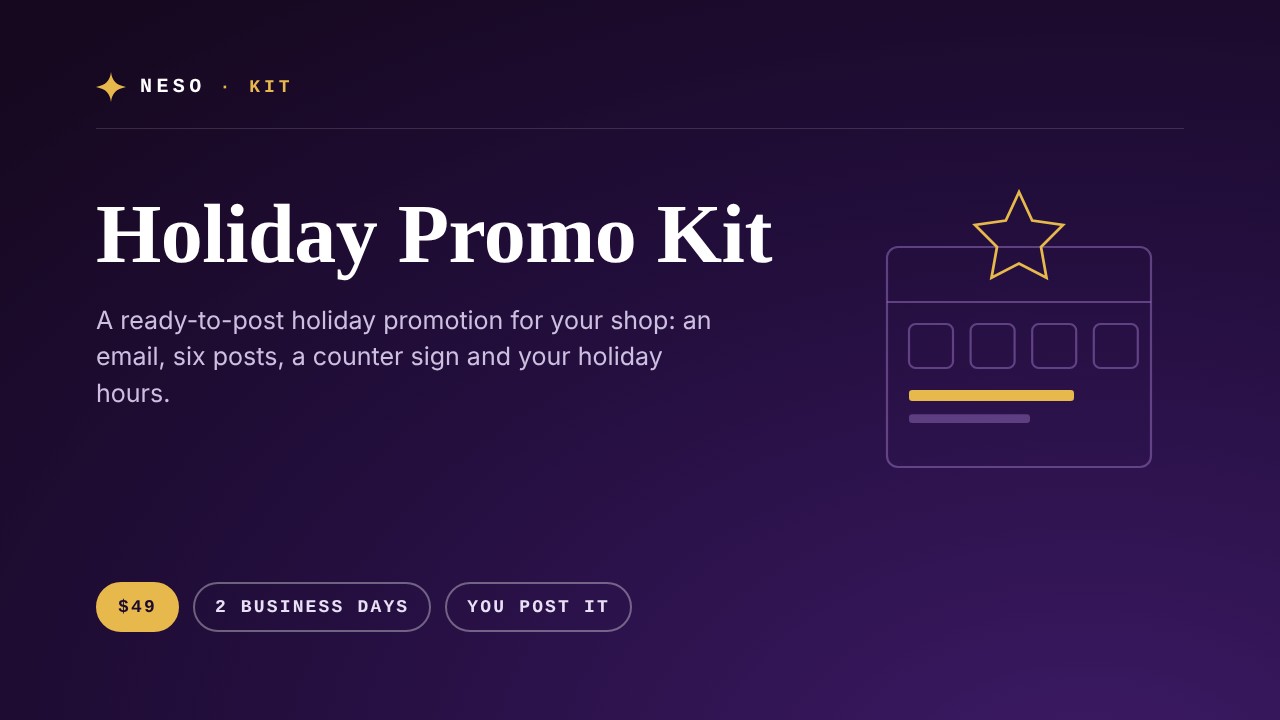 NESO · KIT
Holiday Promo Kit
A ready-to-post holiday promotion for your shop: an
email, six posts, a counter sign and your holiday
hours.
$49
2 BUSINESS DAYS
YOU POST IT